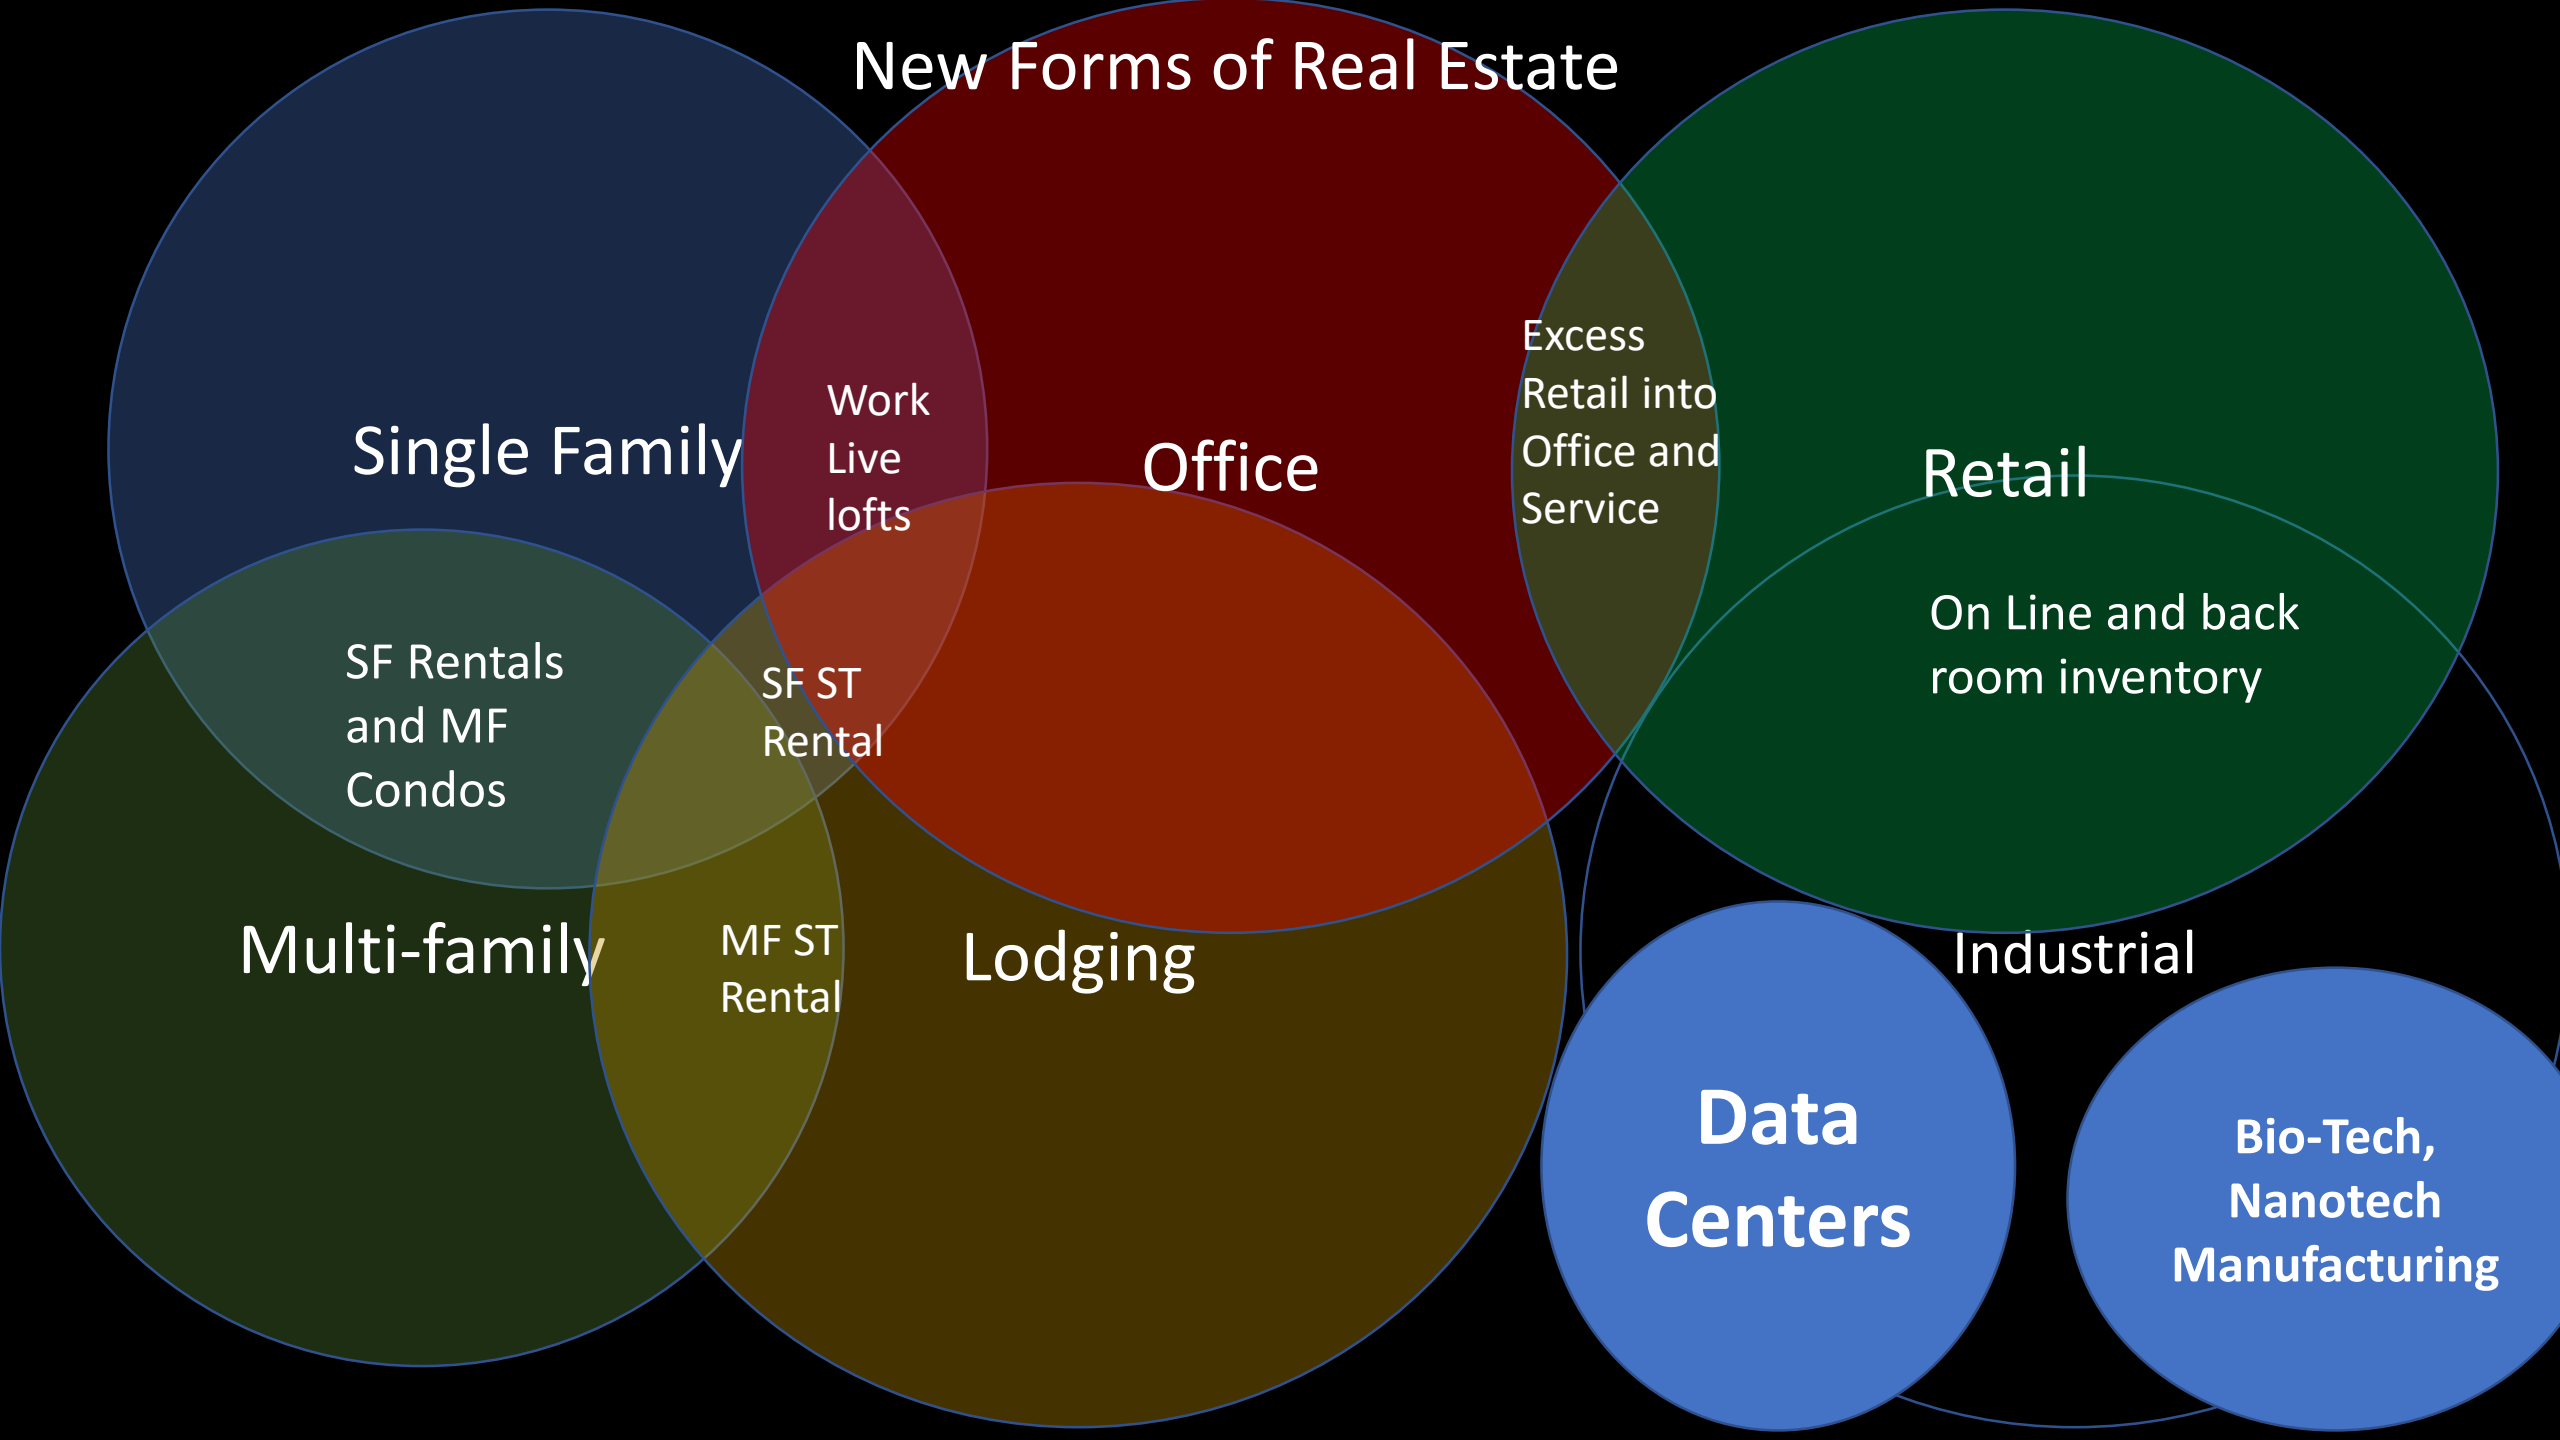 New Forms of Real Estate
Single Family
Work
Live
lofts
Office
Excess
Retail into
Office and
Service
Retail
On Line and back
room inventory
SF Rentals
and MF
Condos
SF ST
Rental
Multi-family
MF ST
Rental
Lodging
Industrial
Data
Centers
Bio-Tech,
Nanotech
Manufacturing